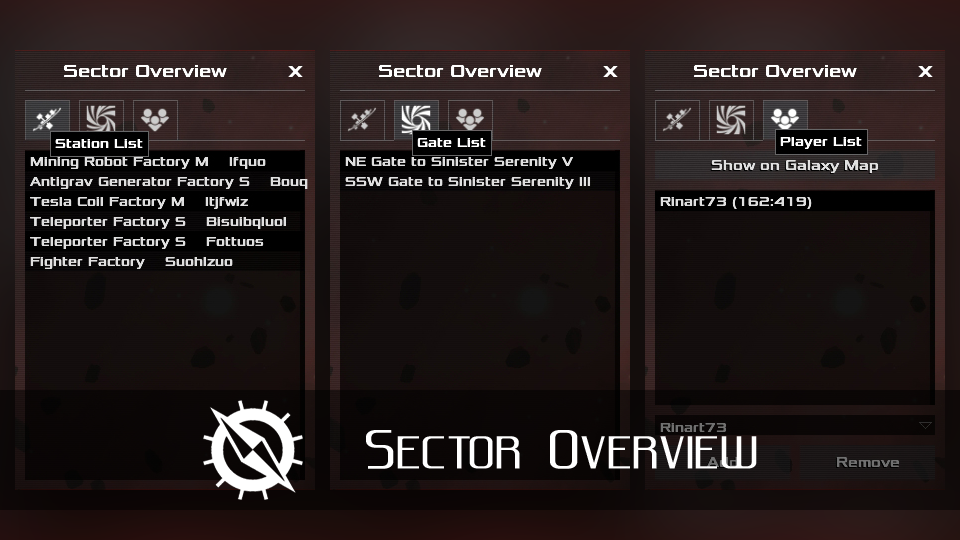 Sector Overview X
Station List
Mining Robot Factory M Ifquo
Antigrav Generator Factory S Bouq
Tesla Coil Factory M Itjfwiz
Teleporter Factory S Bisuibqiuol
Teleporter Factory S Fottuos
Fighter Factory Suohizuo
Sector Overview X
Gate List
NE Gate to Sinister Serenity V
SSW Gate to Sinister Serenity III
Sector Overview X
Player List
Show on Galaxy Map
Rinart73 (162:419)
Rinart73
Add Remove
Sector Overview